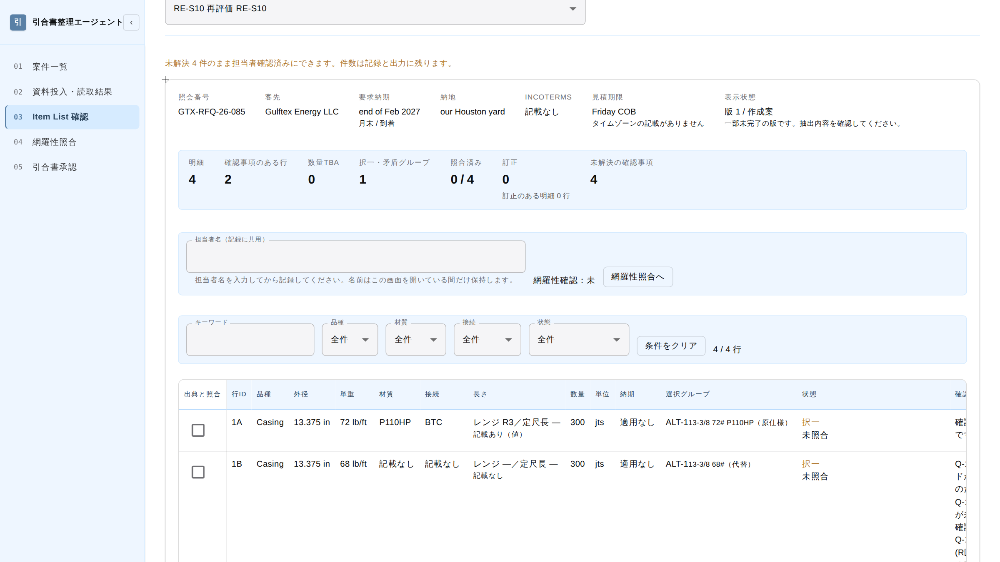 RE-S10 再評価 RE-S10
引 引合書整理エージェント ‹
01 案件一覧
02 資料投入・読取結果
03 Item List 確認
04 網羅性照合
05 引合書承認
未解決 4 件のまま担当者確認済みにできます。件数は記録と出力に残ります。
照会番号 客先 要求納期 納地 INCOTERMS 見積期限 表示状態
GTX-RFQ-26-085 Gulftex Energy LLC end of Feb 2027 our Houston yard 記載なし Friday COB 版 1 / 作成案
月末 / 到着 タイムゾーンの記載がありません 一部未完了の版です。抽出内容を確認してください。
明細 確認事項のある行 数量TBA 択一・矛盾グループ 照合済み 訂正 未解決の確認事項
4 2 0 1 0 / 4 0 4
訂正のある明細 0 行
担当者名（記録に共用）
担当者名を入力してから記録してください。名前はこの画面を開いている間だけ保持します。 網羅性確認：未 網羅性照合へ
キーワード 品種 材質 接続 状態
全件 全件 全件 全件 条件をクリア 4 / 4 行
出典と照合 行ID 品種 外径 単重 材質 接続 長さ 数量 単位 納期 選択グループ 状態 確
1A Casing 13.375 in 72 lb/ft P110HP BTC レンジ R3／定尺長 — 300 jts 適用なし ALT-1 13-3/8 72# P110HP（原仕様） 択一 確
記載あり（値） 未照合 で
1B Casing 13.375 in 68 lb/ft 記載なし 記載なし レンジ —／定尺長 — 300 jts 適用なし ALT-1 13-3/8 68#（代替） 択一 Q-1
記載なし 未照合 ドが
の
Q-1
が
確
Q-1
(R